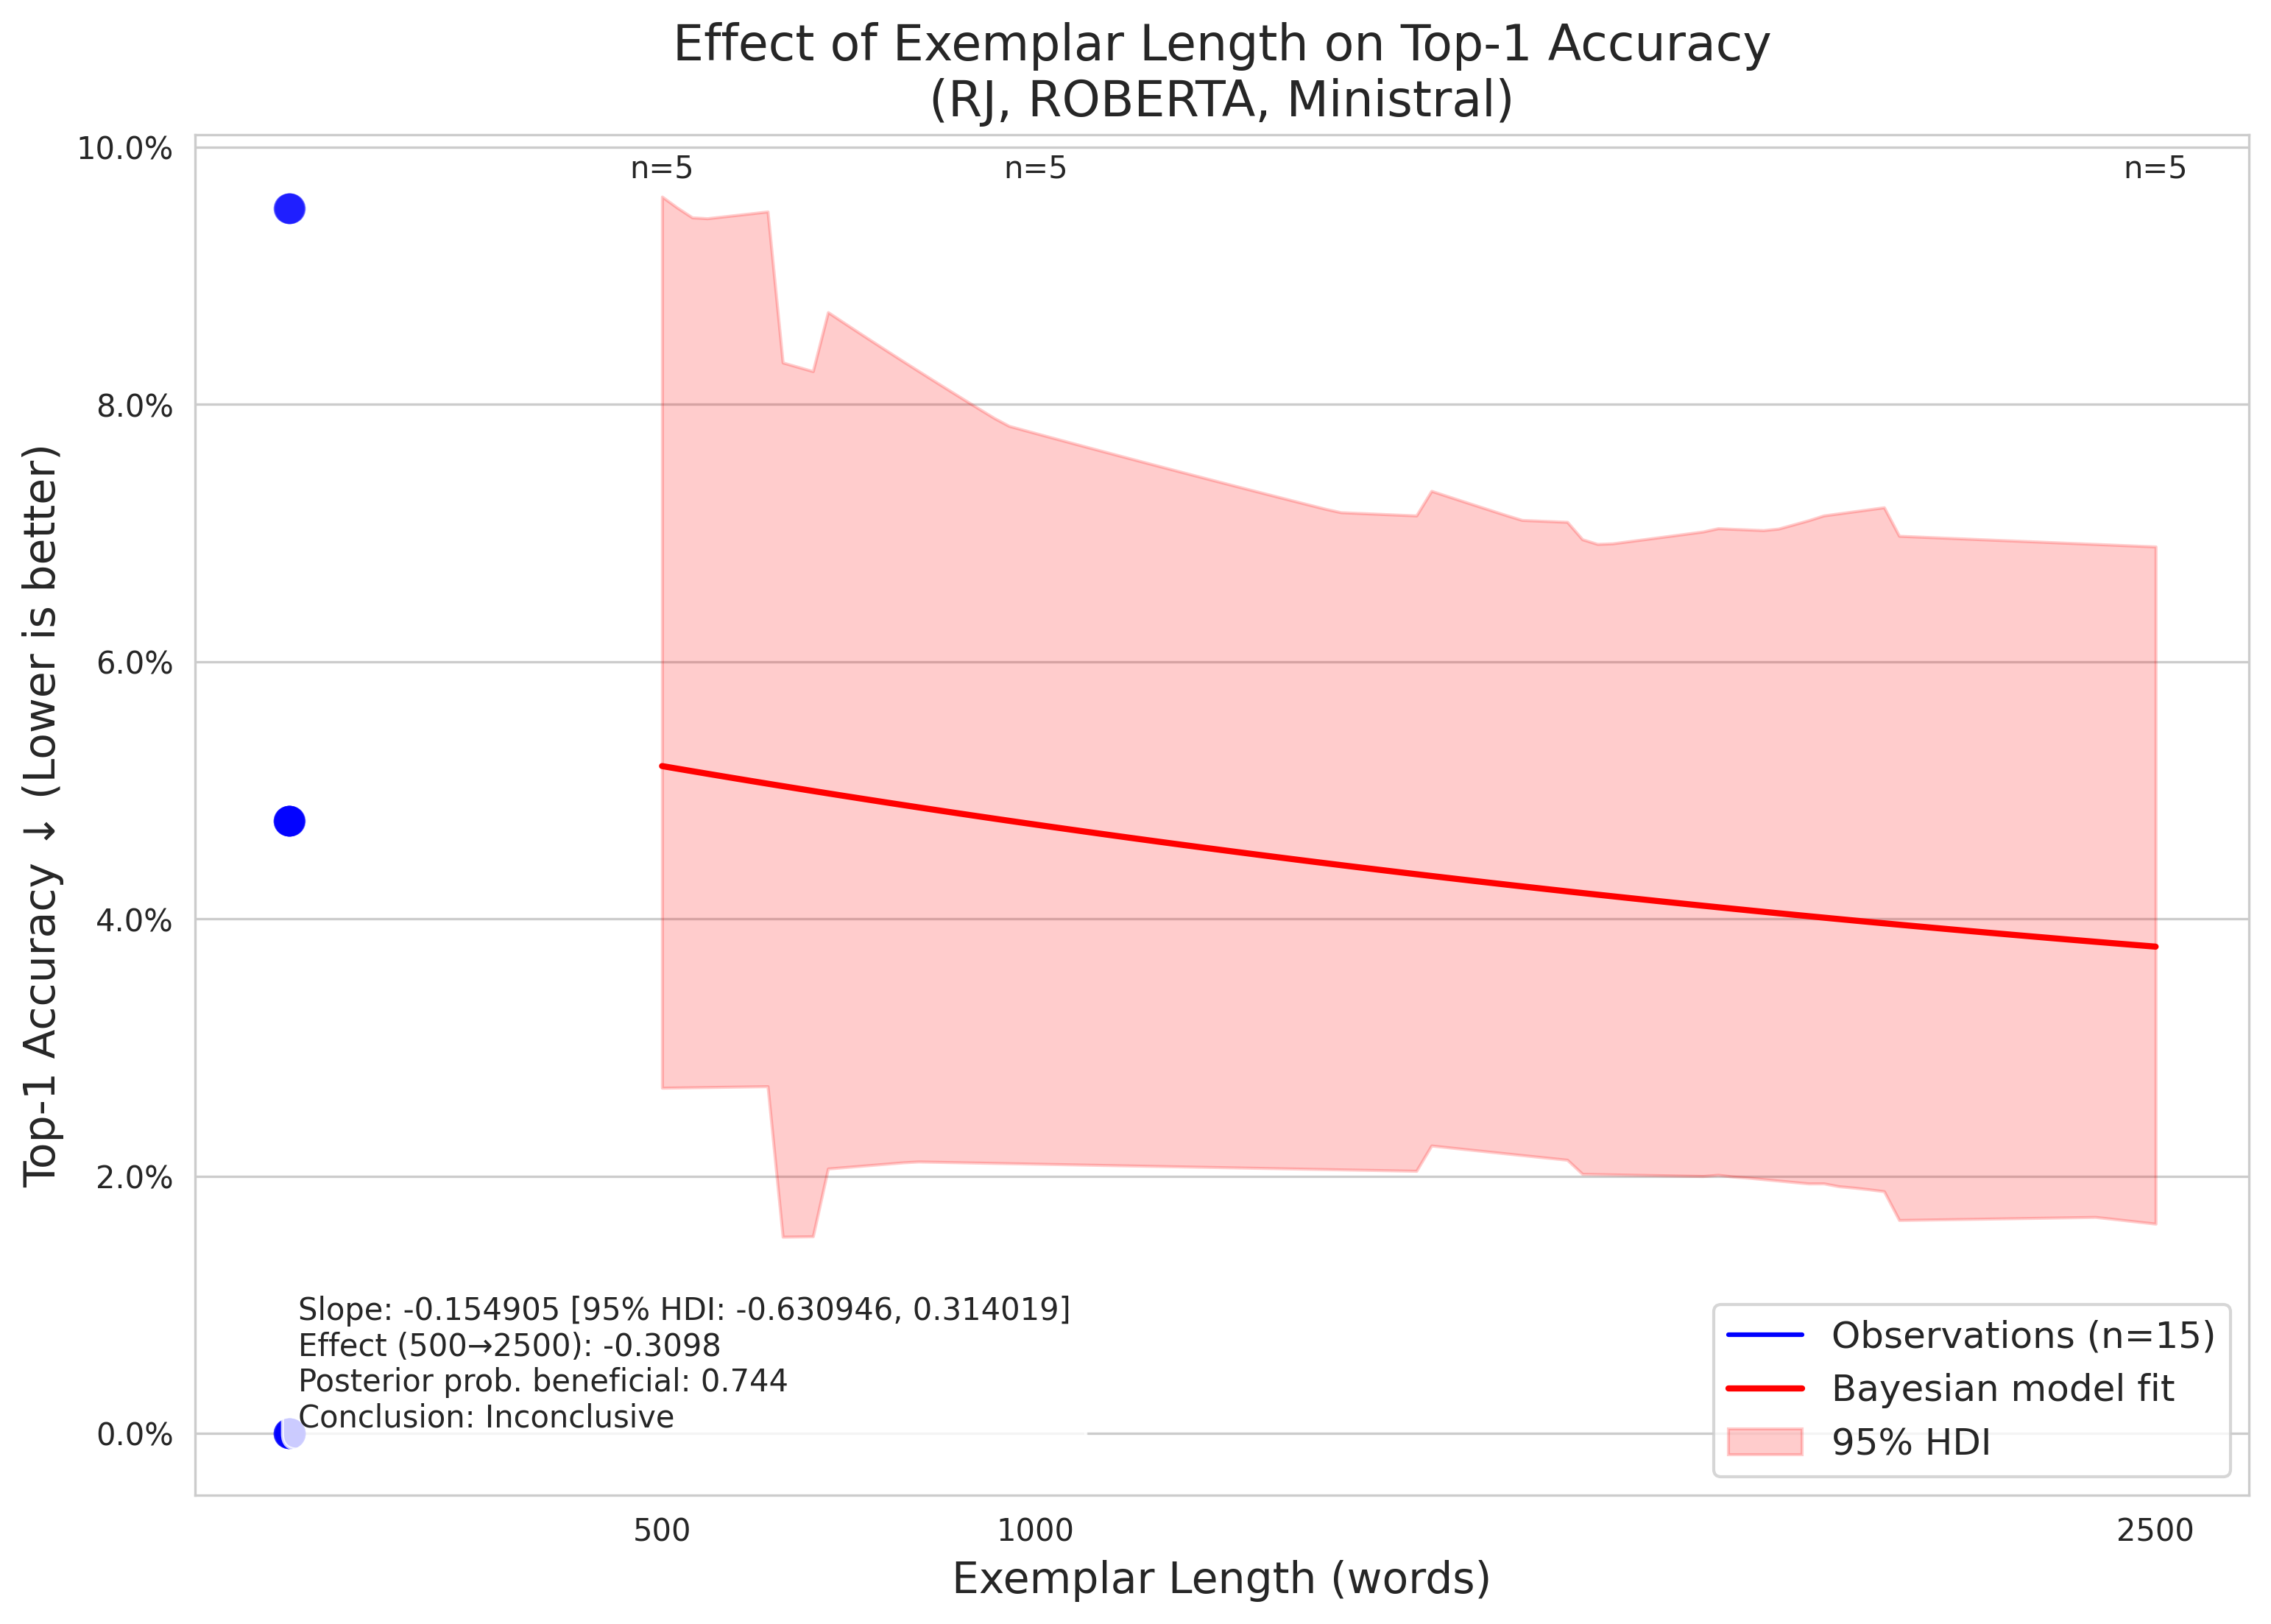 Effect of Exemplar Length on Top-1 Accuracy
(RJ, ROBERTA, Ministral)
10.0%
8.0%
6.0%
4.0%
2.0%
0.0%
Top-1 Accuracy ↓ (Lower is better)
n=5
n=5
n=5
Slope: -0.154905 [95% HDI: -0.630946, 0.314019]
Effect (500→2500): -0.3098
Posterior prob. beneficial: 0.744
Conclusion: Inconclusive
Observations (n=15)
Bayesian model fit
95% HDI
500
1000
2500
Exemplar Length (words)